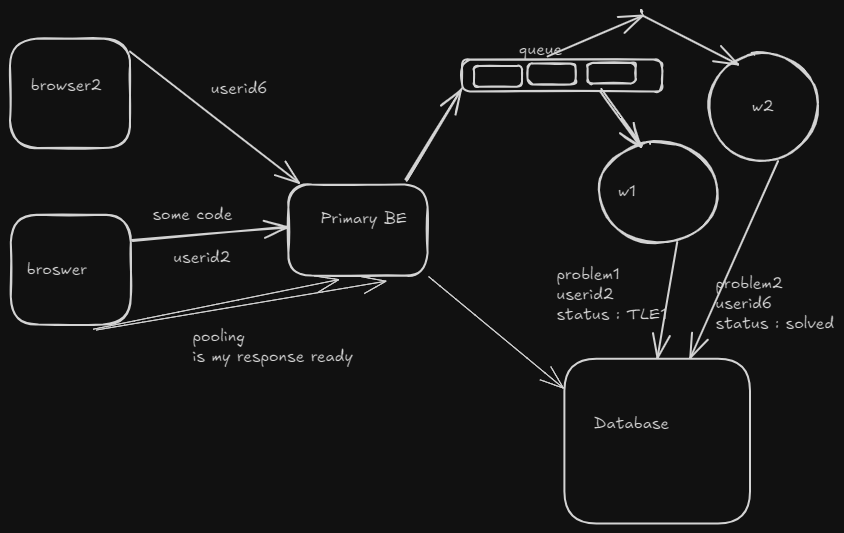 queue
browser2
userid6
w2
w1
some code
Primary BE
userid2
broswer
problem1
userid2
status : TLE1
problem2
userid6
status : solved
pooling
is my response ready
Database